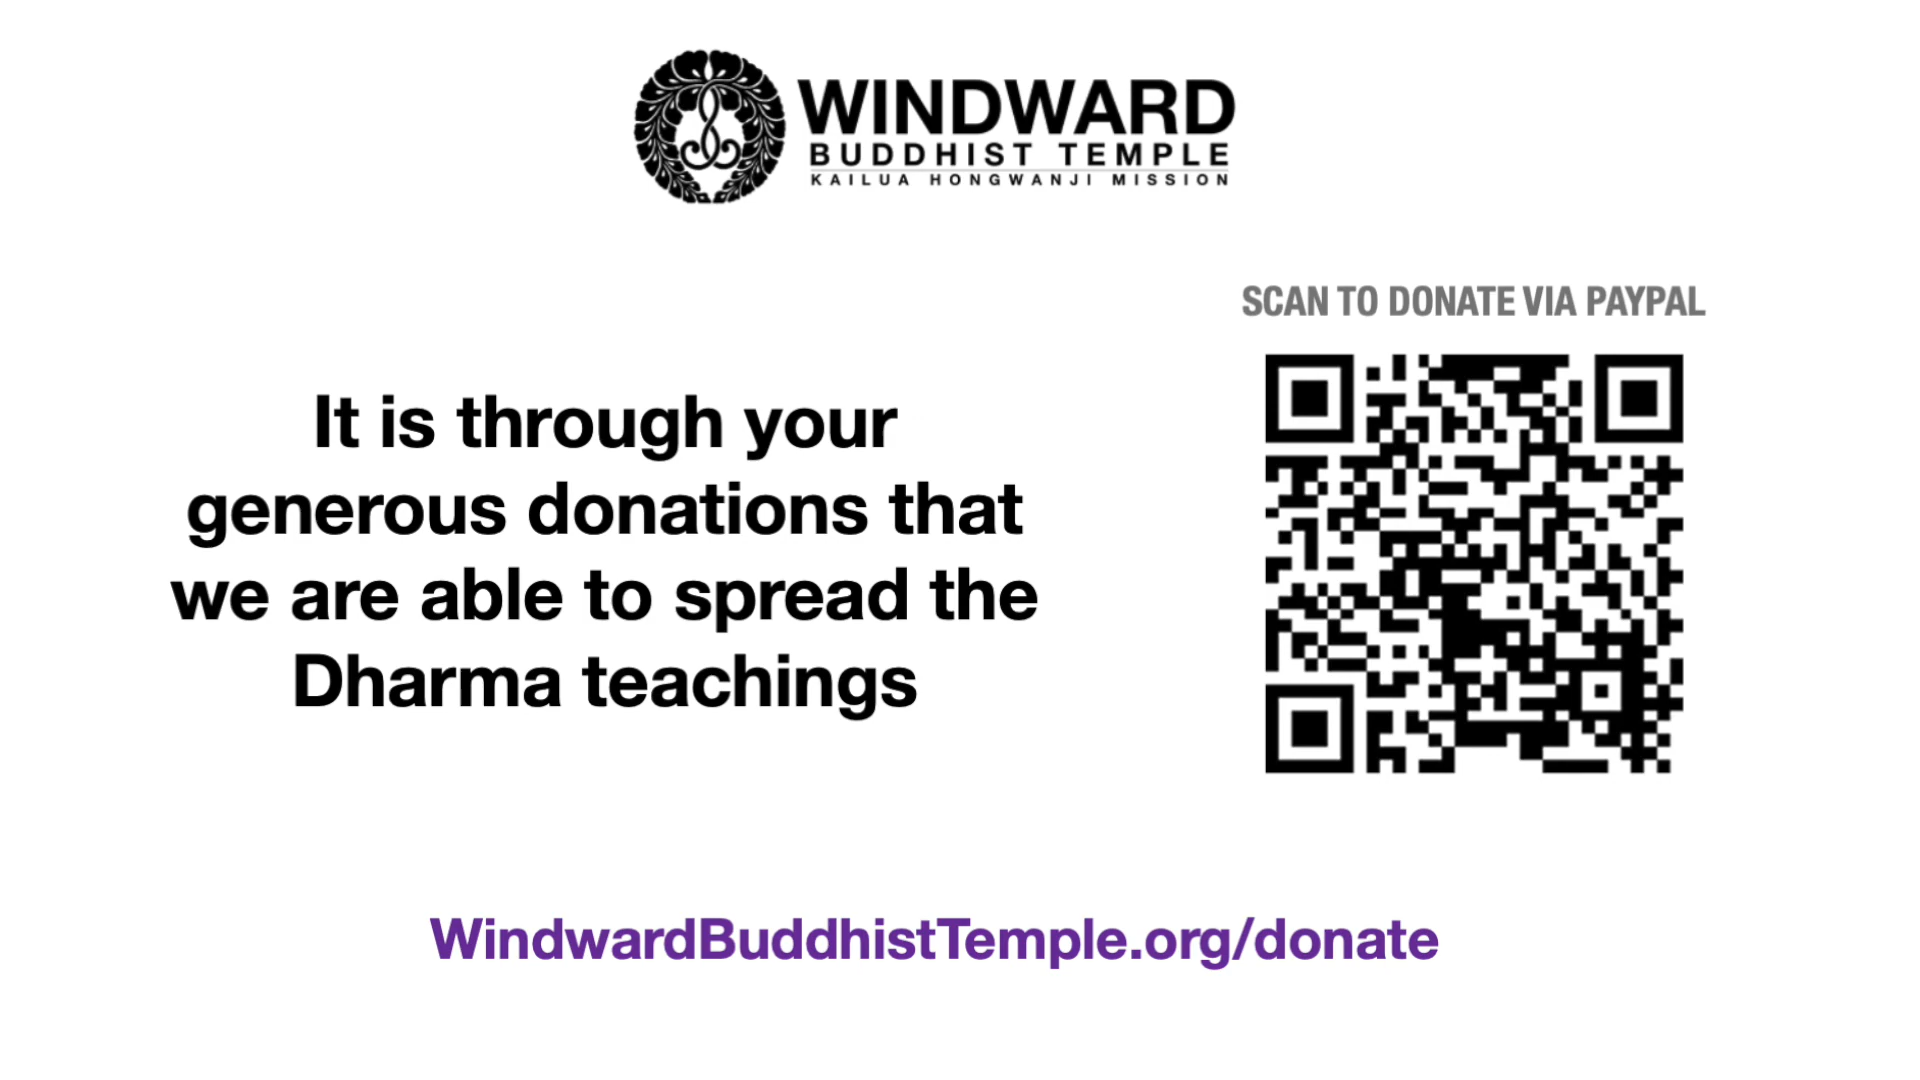 WINDWARD
BUDDHIST TEMPLE
KAILUA HONGWANJI MISSION
SCAN TO DONATE VIA PAYPAL
It is through your
generous donations that
we are able to spread the
Dharma teachings
WindwardBuddhistTemple.org/donate